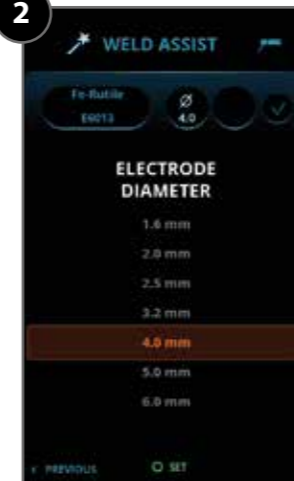 2
WELD ASSIST
Fe-Rutile
E6013
Ø
4.0
ELECTRODE
DIAMETER
1.6 mm
2.0 mm
2.5 mm
3.2 mm
4.0 mm
5.0 mm
6.0 mm
‹ PREVIOUS
SET